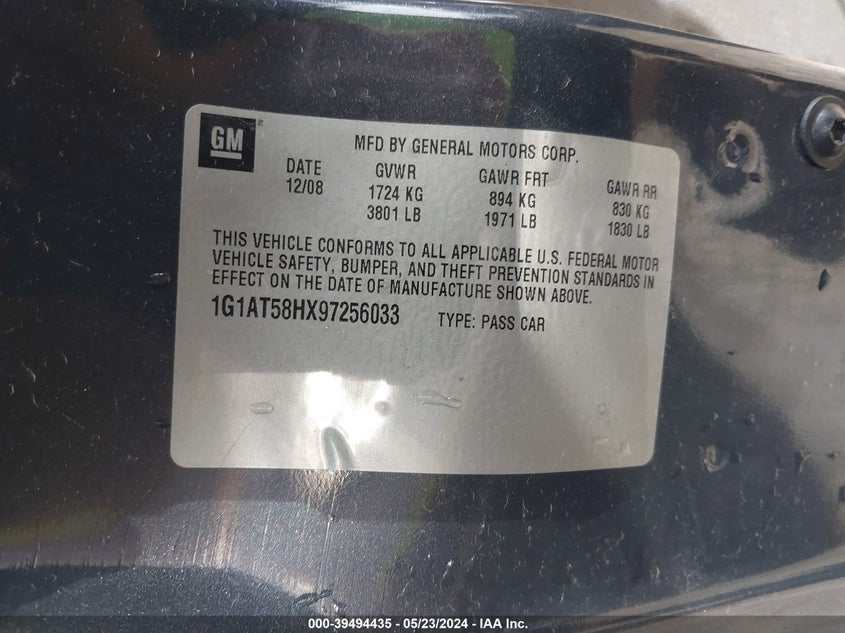 GM
MFD BY GENERAL MOTORS CORP.
DATE GVWR GAWR FRT GAWR RR
12/08 1724 KG 894 KG 830 KG
3801 LB 1971 LB 1830 LB
THIS VEHICLE CONFORMS TO ALL APPLICABLE U.S. FEDERAL MOTOR
VEHICLE SAFETY, BUMPER, AND THEFT PREVENTION STANDARDS IN
EFFECT ON THE DATE OF MANUFACTURE SHOWN ABOVE.
1G1AT58HX97256033 TYPE: PASS CAR
000-39494435 - 05/23/2024 - IAA Inc.